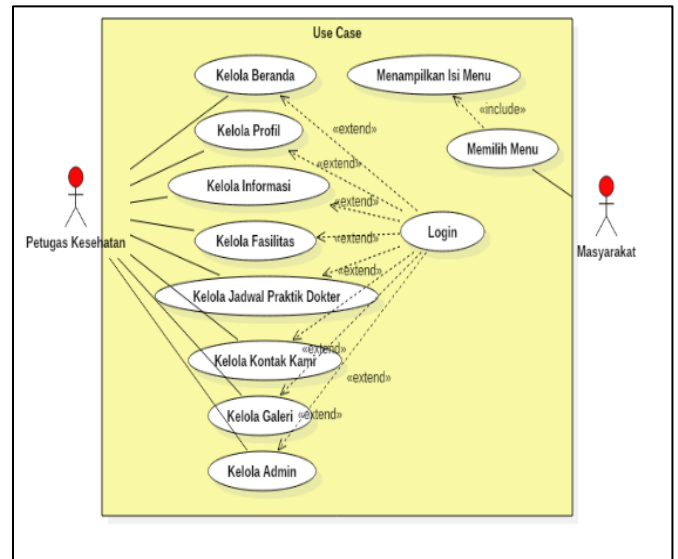 Use Case
Kelola Beranda
Menampilkan Isi Menu
«include»
«extend»
Kelola Profil
Memilih Menu
«extend»
Kelola Informasi
«extend»
Login
Petugas Kesehatan
Kelola Fasilitas
«extend»
Masyarakat
«extend»
Kelola Jadwal Praktik Dokter
«extend»
Kelola Kontak Kami
«extend»
Kelola Galeri
«extend»
Kelola Admin